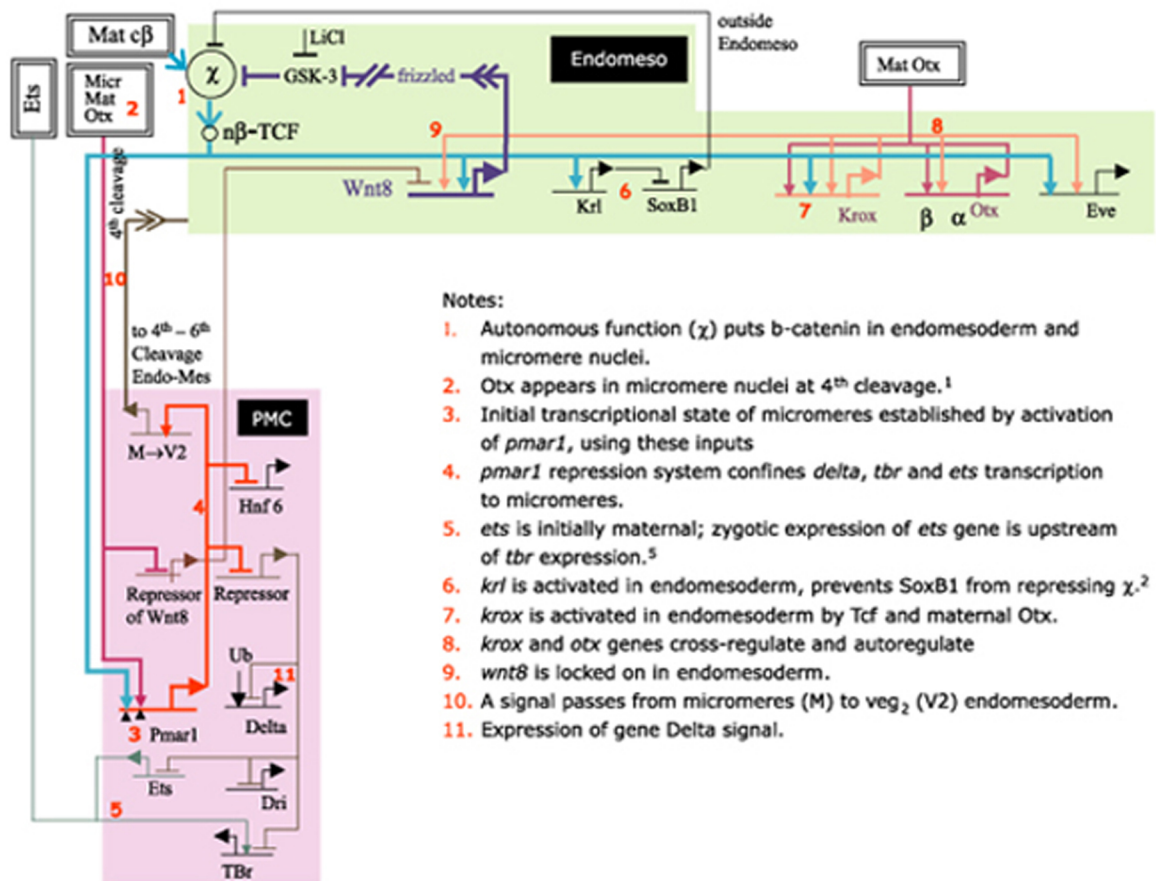 Mat cβ
Ets
Micr
Mat
Otx
2
1
χ
LiCl
GSK-3
frizzled
nβ-TCF
Endomeso
outside
Endomeso
Mat Otx
9
8
Wnt8
Krl
6
SoxB1
7
Krox
β
α
Otx
Eve
4th cleavage
10
to 4th – 6th
Cleavage
Endo-Mes
PMC
M→V2
Hnf 6
4
Repressor
of Wnt8
Repressor
Ub
11
Delta
3
Pmar1
Ets
Dri
5
TBr
Notes:
1. Autonomous function (χ) puts b-catenin in endomesoderm and
micromere nuclei.
2. Otx appears in micromere nuclei at 4th cleavage.1
3. Initial transcriptional state of micromeres established by activation
of pmar1, using these inputs
4. pmar1 repression system confines delta, tbr and ets transcription
to micromeres.
5. ets is initially maternal; zygotic expression of ets gene is upstream
of tbr expression.5
6. krl is activated in endomesoderm, prevents SoxB1 from repressing χ.2
7. krox is activated in endomesoderm by Tcf and maternal Otx.
8. krox and otx genes cross-regulate and autoregulate
9. wnt8 is locked on in endomesoderm.
10. A signal passes from micromeres (M) to veg2 (V2) endomesoderm.
11. Expression of gene Delta signal.